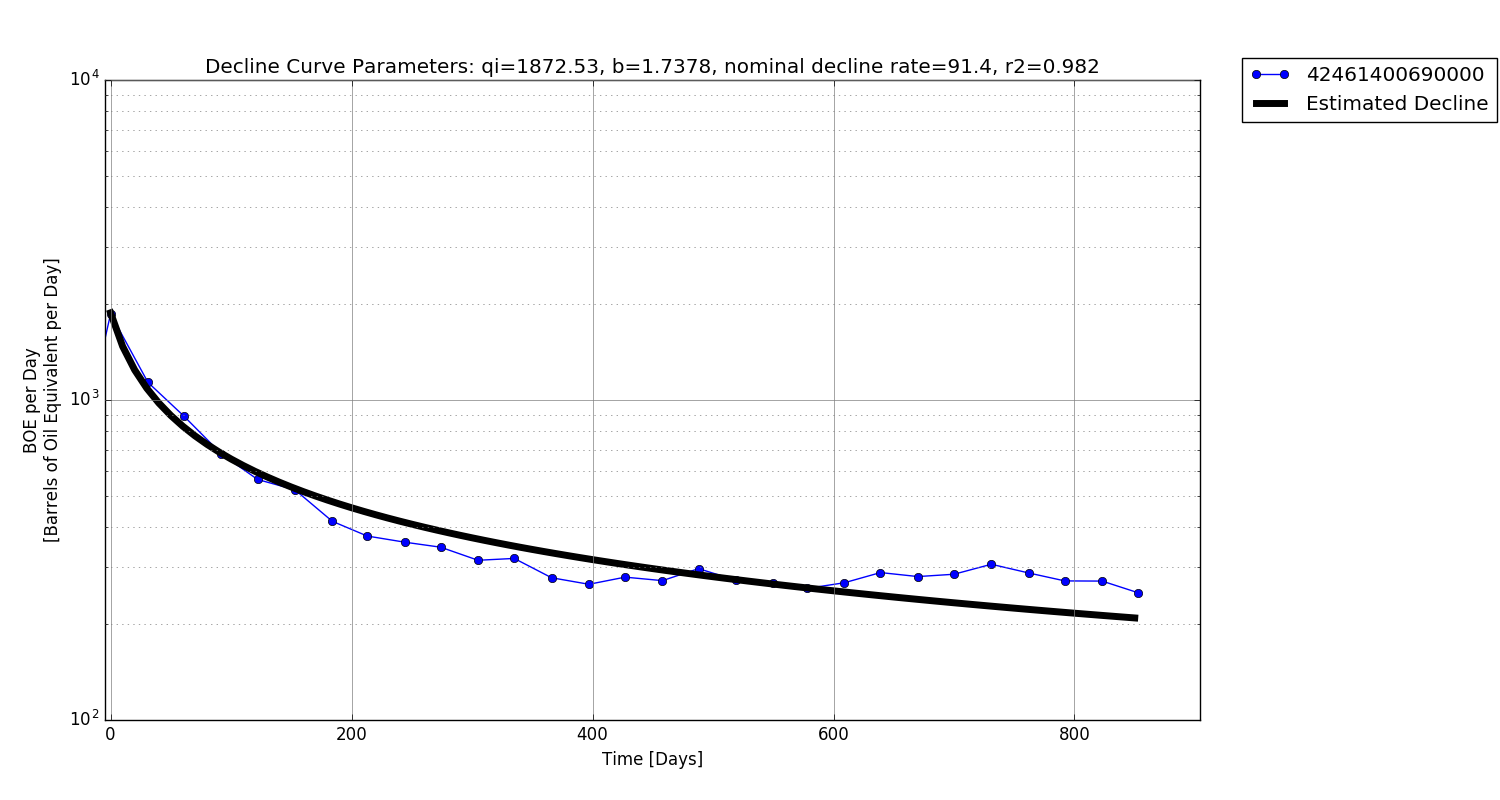 Decline Curve Parameters: qi=1872.53, b=1.7378, nominal decline rate=91.4, r2=0.982
42461400690000
Estimated Decline
10^4
10^3
10^2
BOE per Day
[Barrels of Oil Equivalent per Day]
0 200 400 600 800
Time [Days]